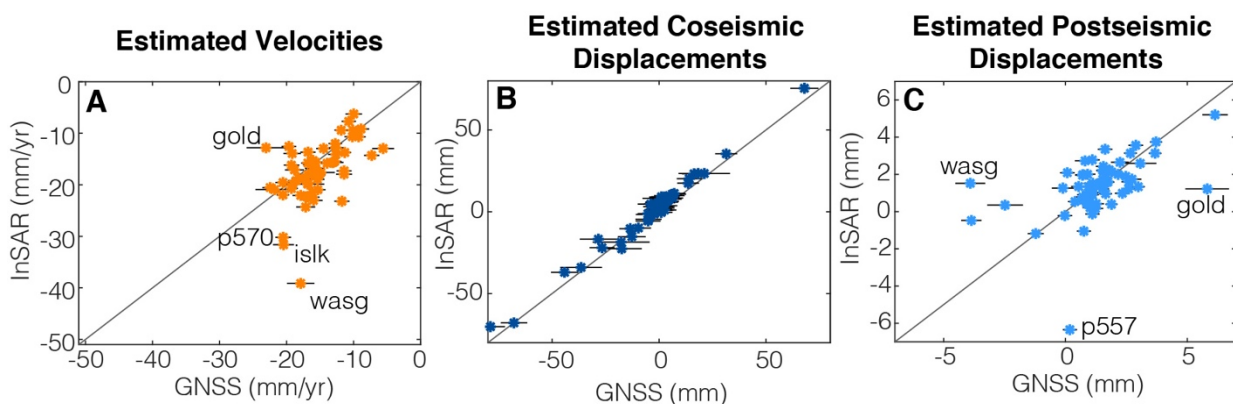 Estimated Velocities
A
0
-10
-20
-30
-40
-50
InSAR (mm/yr)
gold
p570
islk
wasg
-50
-40
-30
-20
-10
0
GNSS (mm/yr)
Estimated Coseismic
Displacements
B
50
0
-50
InSAR (mm)
-50
0
50
GNSS (mm)
Estimated Postseismic
Displacements
C
6
4
2
0
-2
-4
-6
InSAR (mm)
wasg
gold
p557
-5
0
5
GNSS (mm)